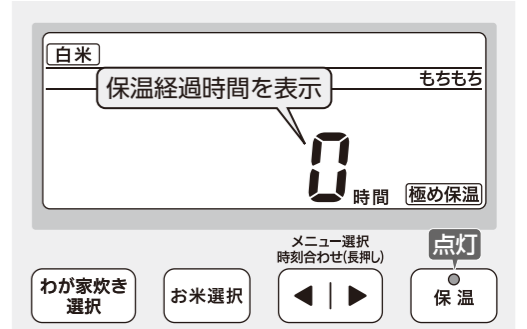 白米
保温経過時間を表示
もちもち
0
時間
極め保温
メニュー選択
時刻合わせ(長押し)
点灯
わが家炊き
選択
お米選択
保温